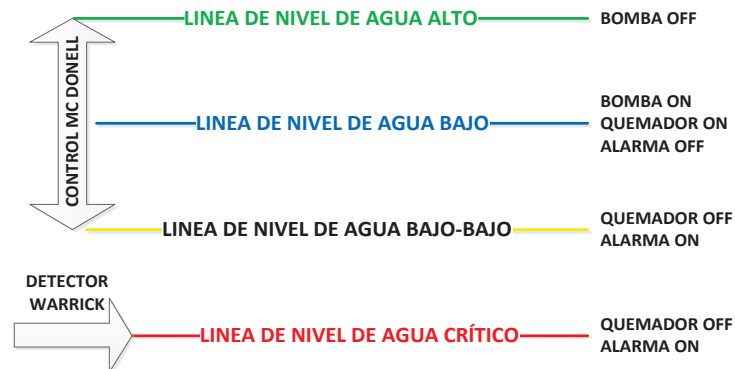 LINEA DE NIVEL DE AGUA ALTO
BOMBA OFF
CONTROL MC DONELL
LINEA DE NIVEL DE AGUA BAJO
BOMBA ON
QUEMADOR ON
ALARMA OFF
LINEA DE NIVEL DE AGUA BAJO-BAJO
QUEMADOR OFF
ALARMA ON
DETECTOR
WARRICK
LINEA DE NIVEL DE AGUA CRÍTICO
QUEMADOR OFF
ALARMA ON